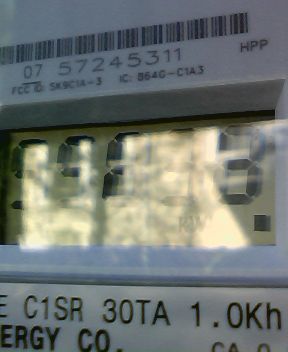 07 57245311
HPP
FCC ID: SK9C1A-3 IC: 864G-C1A3
E C1SR 30TA 1.0Kh
ERGY CO.